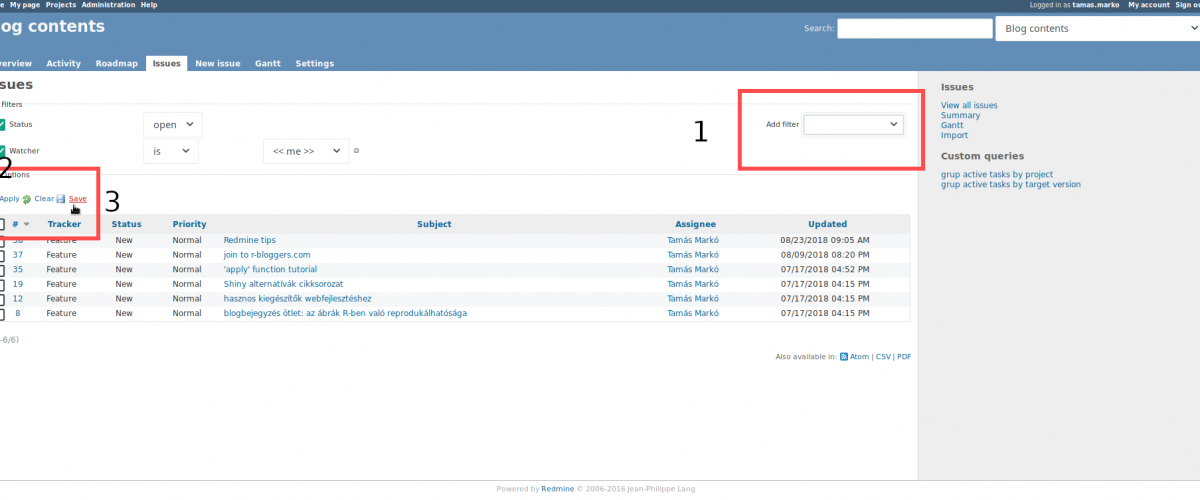 e My page Projects Administration Help Logged in as tamas.marko My account Sign ou
og contents Search: Blog contents
verview Activity Roadmap Issues New issue Gantt Settings
sues
Filters
Status open
1 Add filter
Watcher is << me >>
2
ptions
Apply Clear Save 3
# Tracker Status Priority Subject Assignee Updated
38 Feature New Normal Redmine tips Tamás Markó 08/23/2018 09:05 AM
37 Feature New Normal join to r-bloggers.com Tamás Markó 08/09/2018 08:20 PM
35 Feature New Normal 'apply' function tutorial Tamás Markó 07/17/2018 04:52 PM
19 Feature New Normal Shiny alternatívák cikksorozat Tamás Markó 07/17/2018 04:15 PM
12 Feature New Normal hasznos kiegészítők webfejlesztéshez Tamás Markó 07/17/2018 04:15 PM
8 Feature New Normal blogbejegyzés ötlet: az ábrák R-ben való reprodukálhatósága Tamás Markó 07/17/2018 04:15 PM
-6/6)
Also available in: Atom | CSV | PDF
Issues
View all issues
Summary
Gantt
Import
Custom queries
grup active tasks by project
grup active tasks by target version
Powered by Redmine © 2006-2016 Jean-Philippe Lang